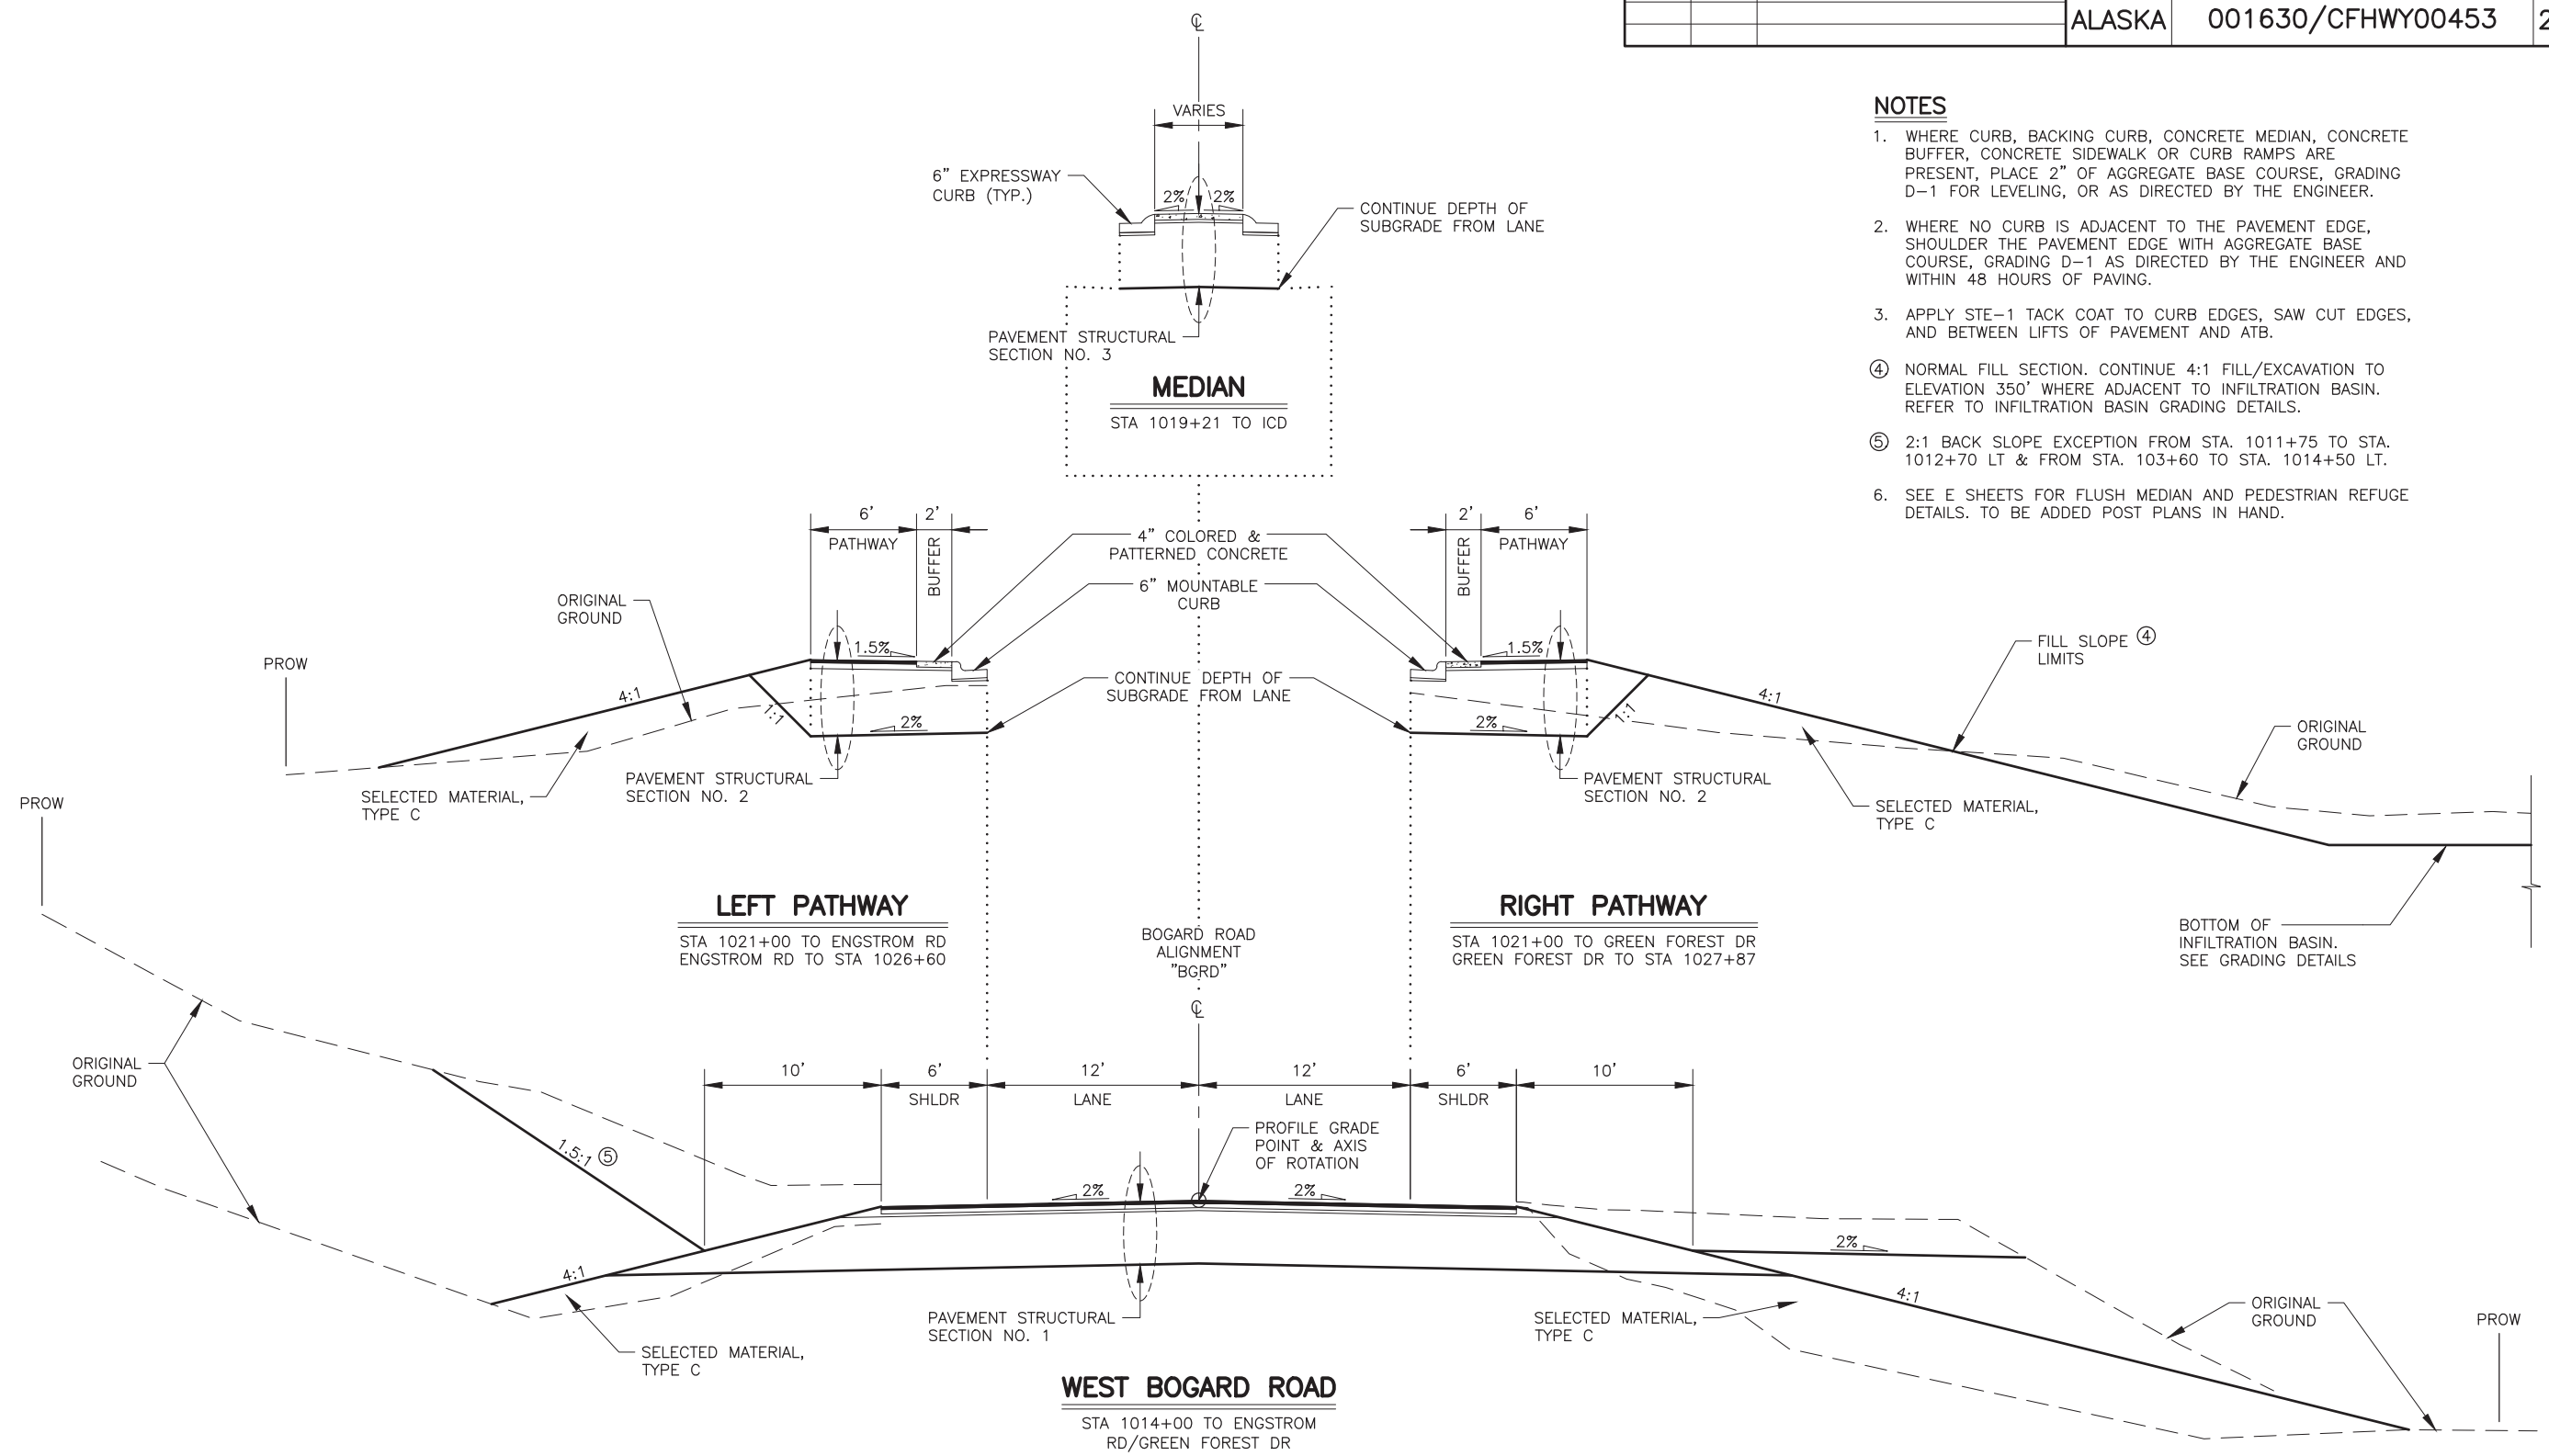 ALASKA 001630/CFHWY00453 2
℄
VARIES
6" EXPRESSWAY
CURB (TYP.)
2% 2%
CONTINUE DEPTH OF
SUBGRADE FROM LANE
PAVEMENT STRUCTURAL
SECTION NO. 3
MEDIAN
STA 1019+21 TO ICD
NOTES
1. WHERE CURB, BACKING CURB, CONCRETE MEDIAN, CONCRETE
BUFFER, CONCRETE SIDEWALK OR CURB RAMPS ARE
PRESENT, PLACE 2" OF AGGREGATE BASE COURSE, GRADING
D-1 FOR LEVELING, OR AS DIRECTED BY THE ENGINEER.
2. WHERE NO CURB IS ADJACENT TO THE PAVEMENT EDGE,
SHOULDER THE PAVEMENT EDGE WITH AGGREGATE BASE
COURSE, GRADING D-1 AS DIRECTED BY THE ENGINEER AND
WITHIN 48 HOURS OF PAVING.
3. APPLY STE-1 TACK COAT TO CURB EDGES, SAW CUT EDGES,
AND BETWEEN LIFTS OF PAVEMENT AND ATB.
④ NORMAL FILL SECTION. CONTINUE 4:1 FILL/EXCAVATION TO
ELEVATION 350' WHERE ADJACENT TO INFILTRATION BASIN.
REFER TO INFILTRATION BASIN GRADING DETAILS.
⑤ 2:1 BACK SLOPE EXCEPTION FROM STA. 1011+75 TO STA.
1012+70 LT & FROM STA. 103+60 TO STA. 1014+50 LT.
6. SEE E SHEETS FOR FLUSH MEDIAN AND PEDESTRIAN REFUGE
DETAILS. TO BE ADDED POST PLANS IN HAND.
6' 2'
PATHWAY
BUFFER
4" COLORED &
PATTERNED CONCRETE
6" MOUNTABLE
CURB
2' 6'
BUFFER
PATHWAY
ORIGINAL
GROUND
PROW
1.5%
4:1
1:1
2%
CONTINUE DEPTH OF
SUBGRADE FROM LANE
1.5%
4:1
1:1
2%
FILL SLOPE ④
LIMITS
ORIGINAL
GROUND
SELECTED MATERIAL,
TYPE C
PAVEMENT STRUCTURAL
SECTION NO. 2
PAVEMENT STRUCTURAL
SECTION NO. 2
SELECTED MATERIAL,
TYPE C
PROW
LEFT PATHWAY
STA 1021+00 TO ENGSTROM RD
ENGSTROM RD TO STA 1026+60
RIGHT PATHWAY
STA 1021+00 TO GREEN FOREST DR
GREEN FOREST DR TO STA 1027+87
BOTTOM OF
INFILTRATION BASIN.
SEE GRADING DETAILS
BOGARD ROAD
ALIGNMENT
"BGRD"
℄
ORIGINAL
GROUND
10' 6' 12' 12' 6' 10'
SHLDR LANE LANE SHLDR
PROFILE GRADE
POINT & AXIS
OF ROTATION
1.5:1 ⑤
2% 2%
2%
4:1
4:1
SELECTED MATERIAL,
TYPE C
PAVEMENT STRUCTURAL
SECTION NO. 1
SELECTED MATERIAL,
TYPE C
ORIGINAL
GROUND
PROW
WEST BOGARD ROAD
STA 1014+00 TO ENGSTROM
RD/GREEN FOREST DR